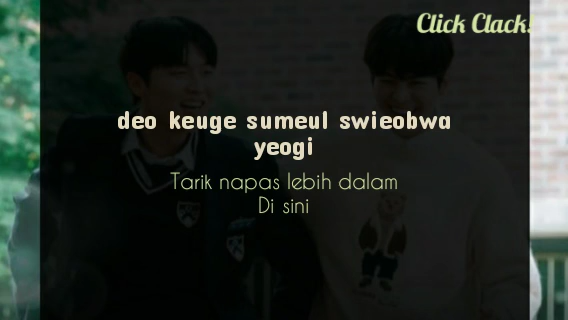 Click Clack!
deo keuge sumeul swieobwa
yeogi
Tarik napas lebih dalam
Di sini